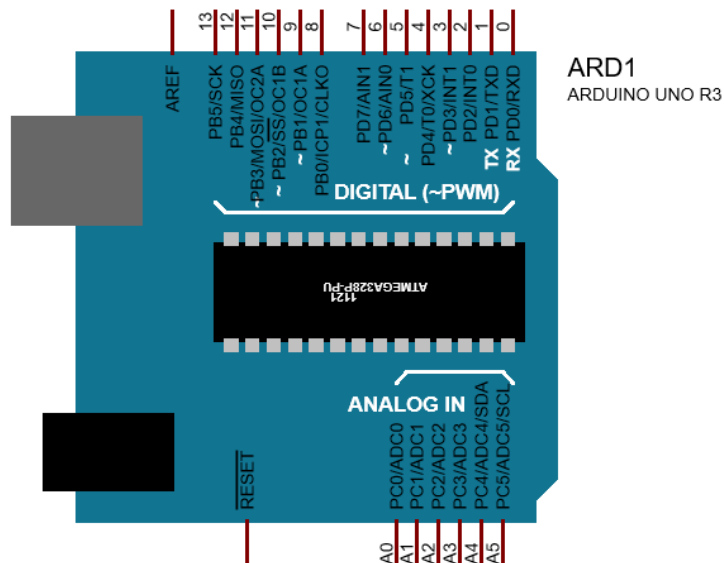 ARD1
ARDUINO UNO R3
13
12
11
10
9
8
7
6
5
4
3
2
1
0
AREF
PB5/SCK
PB4/MISO
~PB3/MOSI/OC2A
~PB2/SS/OC1B
~PB1/OC1A
PB0/ICP1/CLKO
PD7/AIN1
~PD6/AIN0
~PD5/T1
PD4/T0/XCK
~PD3/INT1
PD2/INT0
TX PD1/TXD
RX PD0/RXD
DIGITAL (~PWM)
ATMEGA328P-PU
1121
ANALOG IN
RESET
PC0/ADC0
PC1/ADC1
PC2/ADC2
PC3/ADC3
PC4/ADC4/SDA
PC5/ADC5/SCL
A0
A1
A2
A3
A4
A5